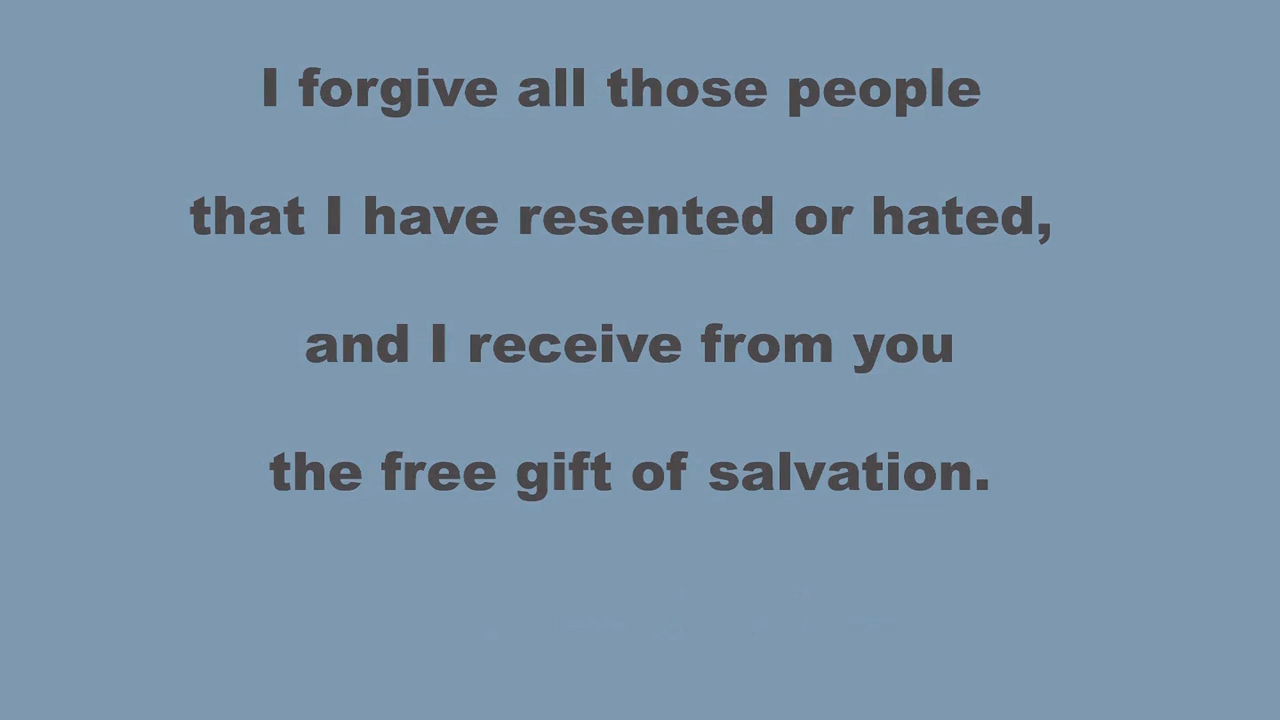 I forgive all those people
that I have resented or hated,
and I receive from you
the free gift of salvation.